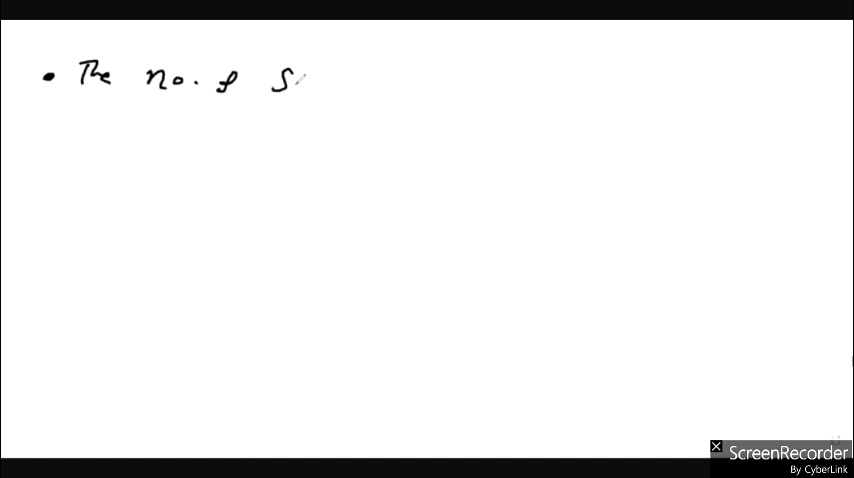 • The no. of S
ScreenRecorder
By CyberLink